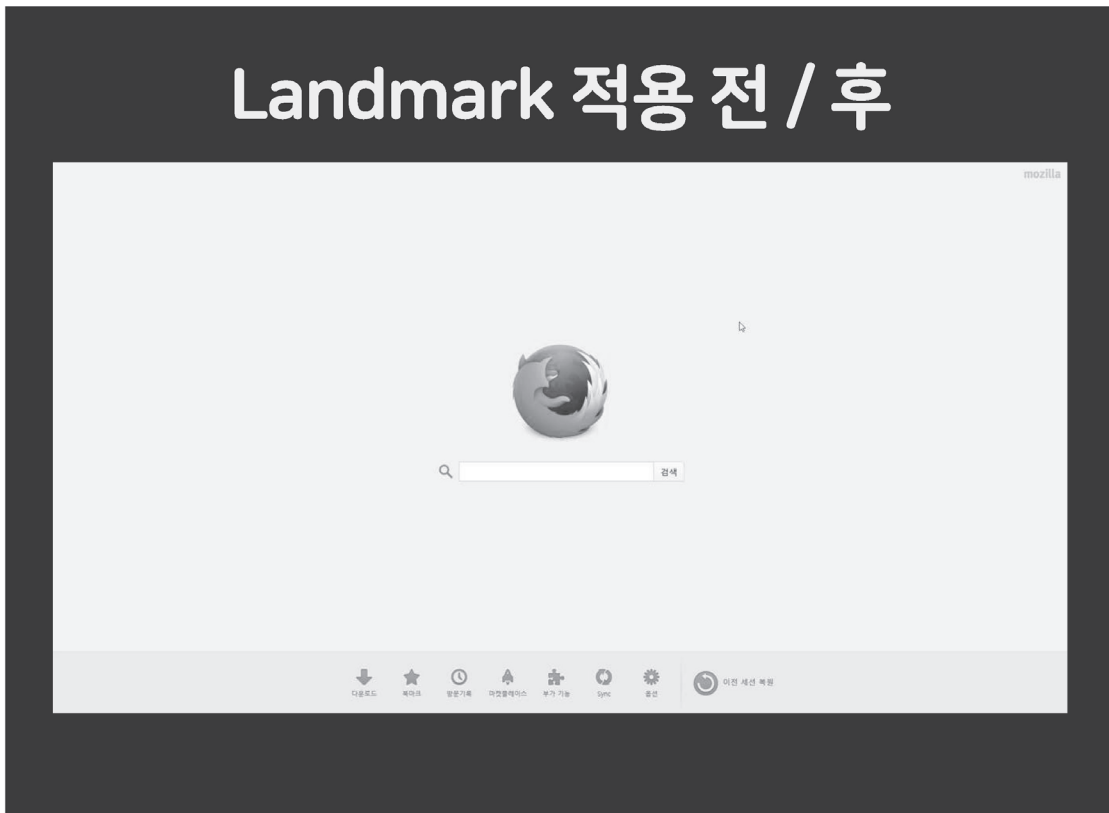 Landmark 적용 전 / 후
mozilla
검색
다운로드
북마크
방문기록
마켓플레이스
부가 기능
Sync
옵션
이전 세션 복원